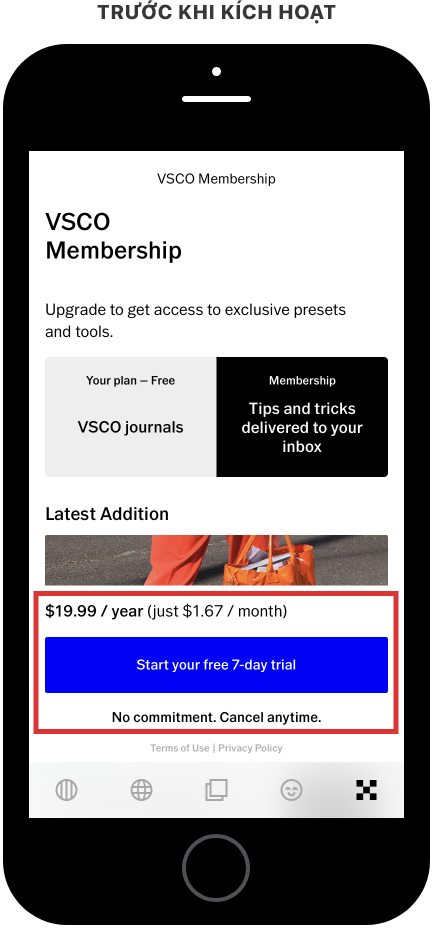 TRƯỚC KHI KÍCH HOẠT
VSCO Membership
VSCO
Membership
Upgrade to get access to exclusive presets
and tools.
Your plan – Free
VSCO journals
Membership
Tips and tricks
delivered to your
inbox
Latest Addition
$19.99 / year (just $1.67 / month)
Start your free 7-day trial
No commitment. Cancel anytime.
Terms of Use | Privacy Policy